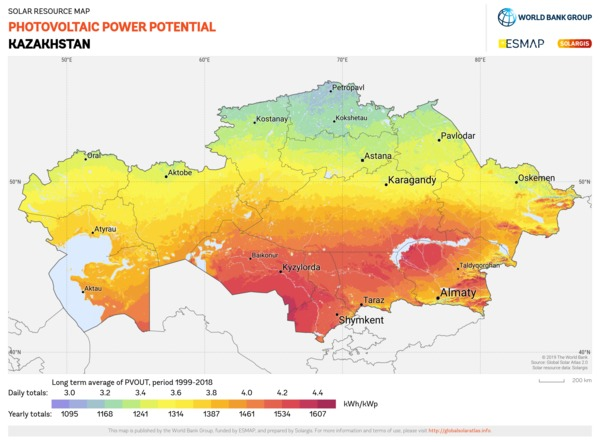 SOLAR RESOURCE MAP
PHOTOVOLTAIC POWER POTENTIAL
KAZAKHSTAN
WORLD BANK GROUP
ESMAP
SOLARGIS
50°E 60°E 70°E 80°E
Petropavl
Kostanay
Kokshetau
Pavlodar
Oral
Astana
Aktobe
Karagandy
Oskemen
50°N
50°N
Atyrau
Baikonur
Kyzylorda
Taldyqorghan
Aktau
Almaty
Taraz
Shymkent
40°N
40°N
© 2019 The World Bank
Source: Global Solar Atlas 2.0
Solar resource data: Solargis
200 km
Long term average of PVOUT, period 1999-2018
Daily totals: 3.0 3.2 3.4 3.6 3.8 4.0 4.2 4.4
kWh/kWp
Yearly totals: 1095 1168 1241 1314 1387 1461 1534 1607
This map is published by the World Bank Group, funded by ESMAP, and prepared by Solargis. For more information and terms of use, please visit http://globalsolaratlas.info.